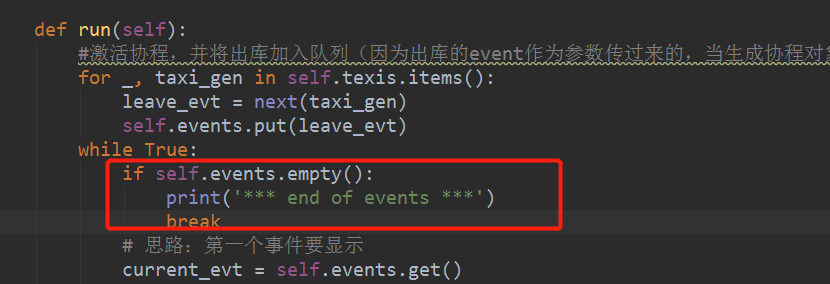 def run(self):
#激活协程，并将出库加入队列（因为出库的event作为参数传过来的，当生成协程对
for _, taxi_gen in self.texis.items():
leave_evt = next(taxi_gen)
self.events.put(leave_evt)
while True:
if self.events.empty():
print('*** end of events ***')
break
# 思路：第一个事件要显示
current_evt = self.events.get()